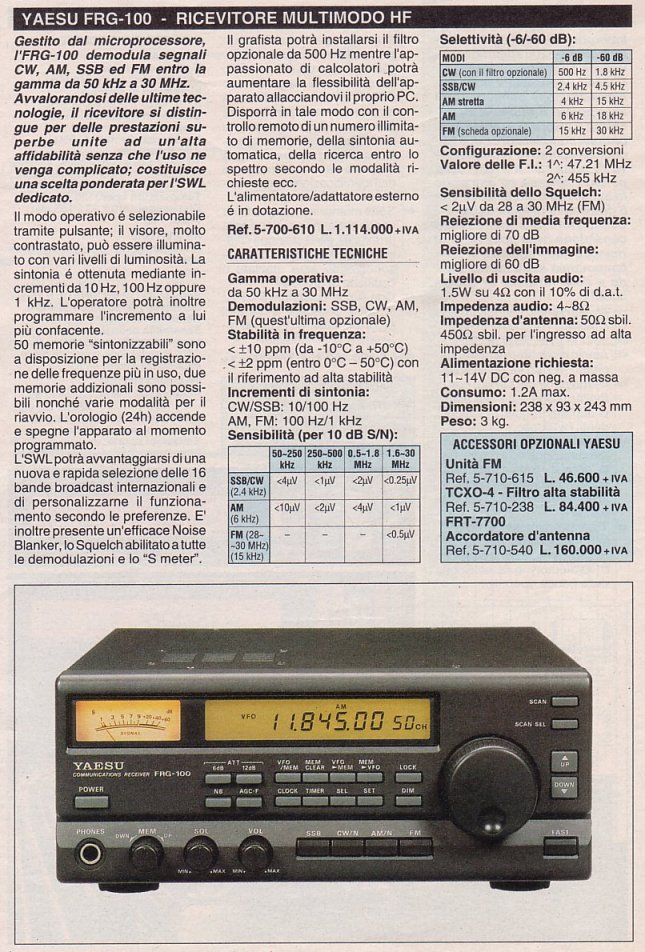 YAESU FRG-100 - RICEVITORE MULTIMODO HF
Gestito dal microprocessore,
l'FRG-100 demodula segnali
CW, AM, SSB ed FM entro la
gamma da 50 kHz a 30 MHz.
Avvalorandosi delle ultime tec-
nologie, il ricevitore si distin-
gue per delle prestazioni su-
perbe unite ad un'alta
affidabilità senza che l'uso ne
venga complicato; costituisce
una scelta ponderata per l'SWL
dedicato.
Il modo operativo é selezionabile
tramite pulsante; il visore, molto
contrastato, può essere illumina-
to con vari livelli di luminosità. La
sintonia é ottenuta mediante in-
crementi da 10 Hz, 100 Hz oppure
1 kHz. L'operatore potrà inoltre
programmare l'incremento a lui
più confacente.
50 memorie "sintonizzabili" sono
a disposizione per la registrazio-
ne delle frequenze più in uso, due
memorie addizionali sono possi-
bili nonché varie modalità per il
riavvio. L'orologio (24h) accende
e spegne l'apparato al momento
programmato.
L'SWL potrà avvantaggiarsi di una
nuova e rapida selezione delle 16
bande broadcast internazionali e
di personalizzarne il funziona-
mento secondo le preferenze. E'
inoltre presente un'efficace Noise
Blanker, lo Squelch abilitato a tutte
le demodulazioni e lo "S meter".
Il grafista potrà installarsi il filtro
opzionale da 500 Hz mentre l'ap-
passionato di calcolatori potrà
aumentare la flessibilità dell'ap-
parato allacciandovi il proprio PC.
Disporrà in tale modo con il con-
trollo remoto di un numero illimita-
to di memorie, della sintonia au-
tomatica, della ricerca entro lo
spettro secondo le modalità ri-
chieste ecc.
L'alimentatore/adattatore esterno
é in dotazione.
Ref. 5-700-610 L. 1.114.000 + IVA
CARATTERISTICHE TECNICHE
Gamma operativa:
da 50 kHz a 30 MHz
Demodulazioni: SSB, CW, AM,
FM (quest'ultima opzionale)
Stabilità in frequenza:
< ±10 ppm (da -10°C a +50°C)
< ±2 ppm (entro 0°C – 50°C) con
il riferimento ad alta stabilità
Incrementi di sintonia:
CW/SSB: 10/100 Hz
AM, FM: 100 Hz/1 kHz
Sensibilità (per 10 dB S/N):
50–250 kHz 250–500 kHz 0.5–1.8 MHz 1.6–30 MHz
SSB/CW (2.4 kHz) <4µV <1µV <2µV <0.25µV
AM (6 kHz) <10µV <2µV <4µV <1µV
FM (28– ~30 MHz) (15 kHz) – – – <0.5µV
Selettività (-6/-60 dB):
MODI -6 dB -60 dB
CW (con il filtro opzionale) 500 Hz 1.8 kHz
SSB/CW 2.4 kHz 4.5 kHz
AM stretta 4 kHz 15 kHz
AM 6 kHz 18 kHz
FM (scheda opzionale) 15 kHz 30 kHz
Configurazione: 2 conversioni
Valore delle F.I.: 1^: 47.21 MHz
2^: 455 kHz
Sensibilità dello Squelch:
< 2µV da 28 a 30 MHz (FM)
Reiezione di media frequenza:
migliore di 70 dB
Reiezione dell'immagine:
migliore di 60 dB
Livello di uscita audio:
1.5W su 4Ω con il 10% di d.a.t.
Impedenza audio: 4~8Ω
Impedenza d'antenna: 50Ω sbil.
450Ω sbil. per l'ingresso ad alta
impedenza
Alimentazione richiesta:
11~14V DC con neg. a massa
Consumo: 1.2A max.
Dimensioni: 238 x 93 x 243 mm
Peso: 3 kg.
ACCESSORI OPZIONALI YAESU
Unità FM
Ref. 5-710-615 L. 46.600 + IVA
TCXO-4 - Filtro alta stabilità
Ref. 5-710-238 L. 84.400 + IVA
FRT-7700
Accordatore d'antenna
Ref. 5-710-540 L. 160.000 + IVA
S 1 3 5 7 9 +20 +40 +60 dB
SIGNAL
VFO AM 11.845.00 50CH
SCAN
SCAN SEL
YAESU
COMMUNICATIONS RECEIVER FRG-100
ATT
6dB 12dB
VFO /MEM
MEM CLEAR
VFO ►MEM
MEM ►VFO
LOCK
UP
DOWN
POWER
NB AGC-F CLOCK TIMER SEL SET DIM
PHONES
DWN MEM UP
SQL
VOL
SSB CW/N AM/N FM
FAST
MIN MAX MIN MAX